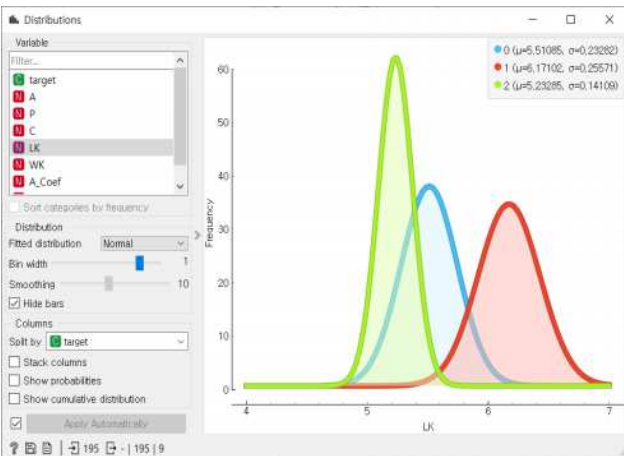 Distributions
Variable
Filter...
C target
N A
N P
N C
N LK
N WK
N A_Coef
Sort categories by frequency
Distribution
Fitted distribution Normal
Bin width 1
Smoothing 10
Hide bars
Columns
Split by C target
Stack columns
Show probabilities
Show cumulative distribution
Apply Automatically
? 195 - | 195 | 9
0 (μ=5,51085, σ=0,23282)
1 (μ=6,17102, σ=0,25571)
2 (μ=5,23285, σ=0,14109)
Frequency
60
50
40
30
20
10
0
4 5 6 7
LK